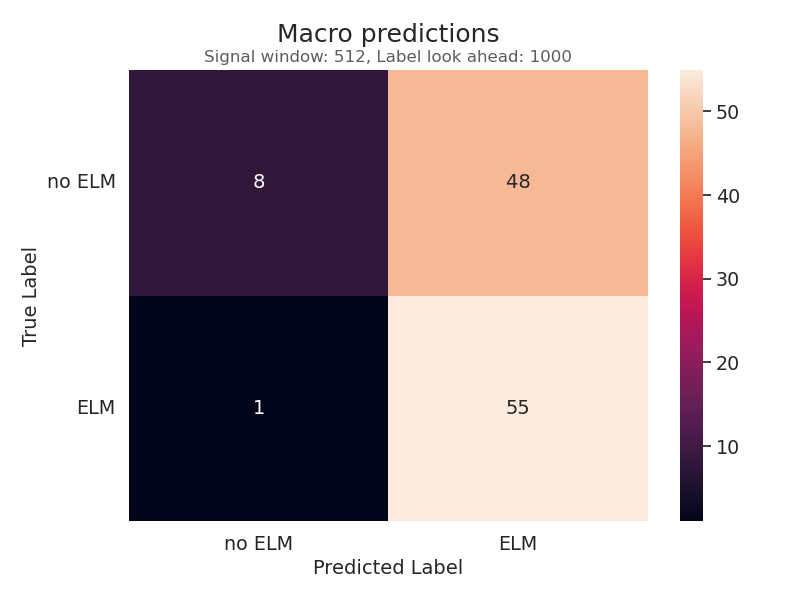 Macro predictions
Signal window: 512, Label look ahead: 1000
True Label
no ELM
8
48
ELM
1
55
no ELM
ELM
Predicted Label
50
40
30
20
10